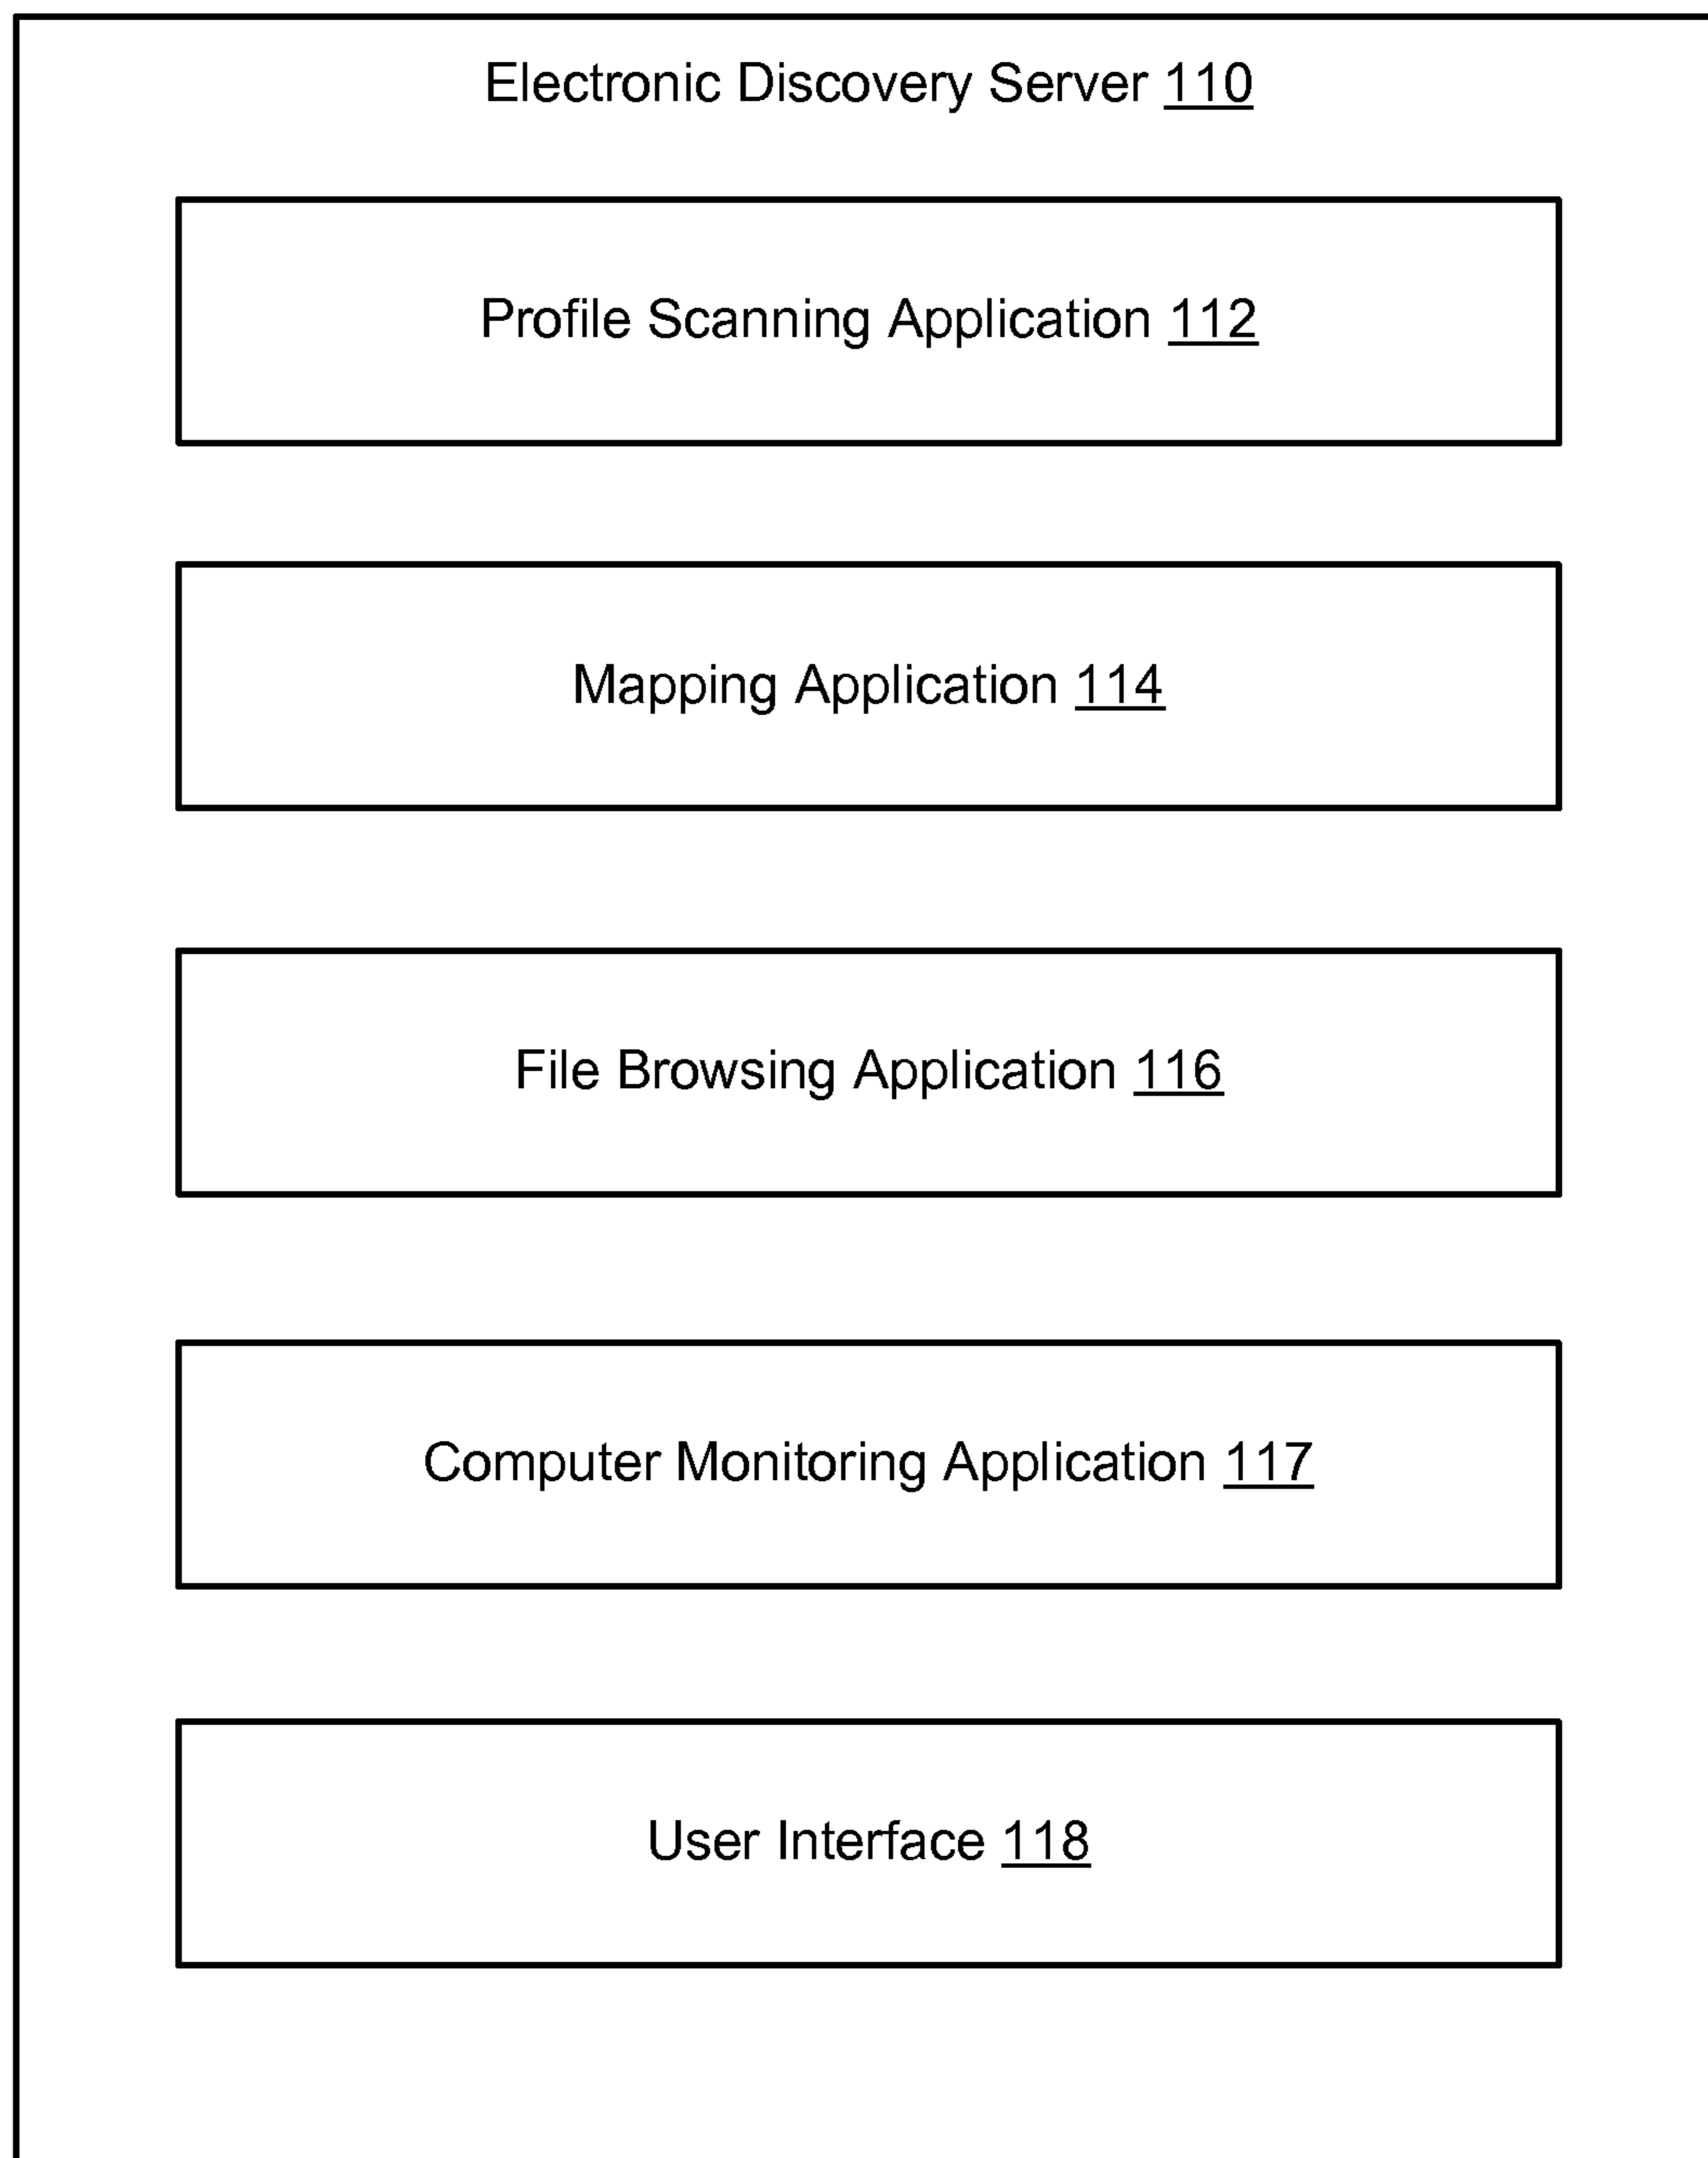 Electronic Discovery Server 110
Profile Scanning Application 112
Mapping Application 114
File Browsing Application 116
Computer Monitoring Application 117
User Interface 118